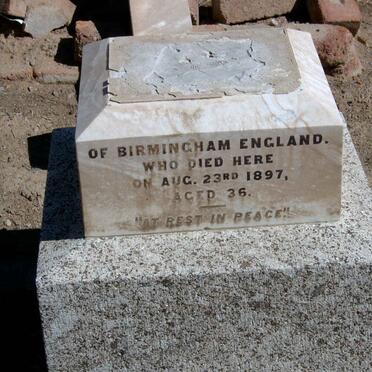 OF BIRMINGHAM ENGLAND.
WHO DIED HERE
ON AUG. 23RD 1897,
AGED 36.
"AT REST IN PEACE"